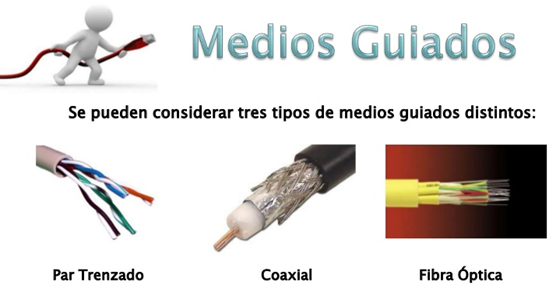 Medios Guiados
Se pueden considerar tres tipos de medios guiados distintos:
Par Trenzado
Coaxial
Fibra Óptica